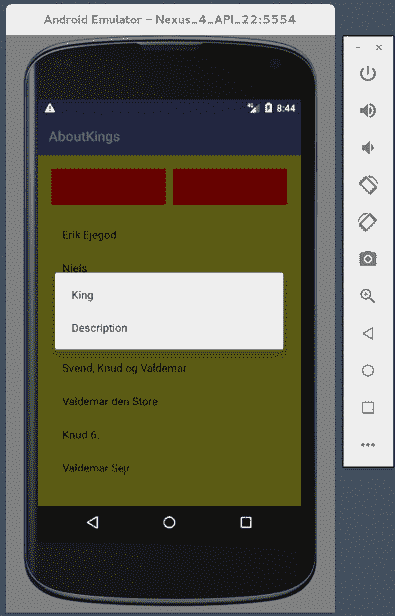 Android Emulator - Nexus_4_API_22:5554
8:44
AboutKings
Erik Ejegod
Niels
King
Description
Svend, Knud og Valdemar
Valdemar den Store
Knud 6.
Valdemar Sejr